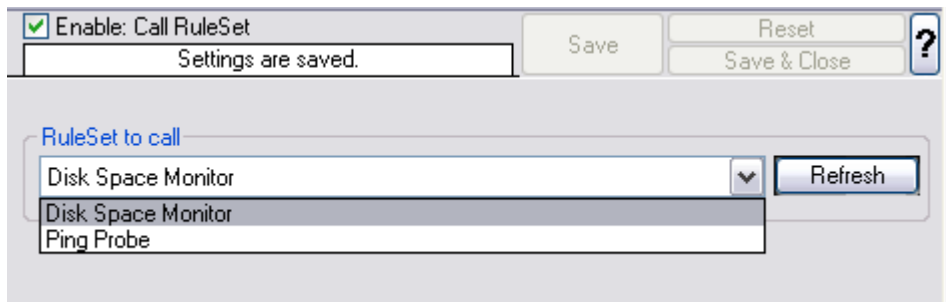 Enable: Call RuleSet
Settings are saved.
Save
Reset
Save & Close
?
RuleSet to call
Disk Space Monitor
Refresh
Disk Space Monitor
Ping Probe